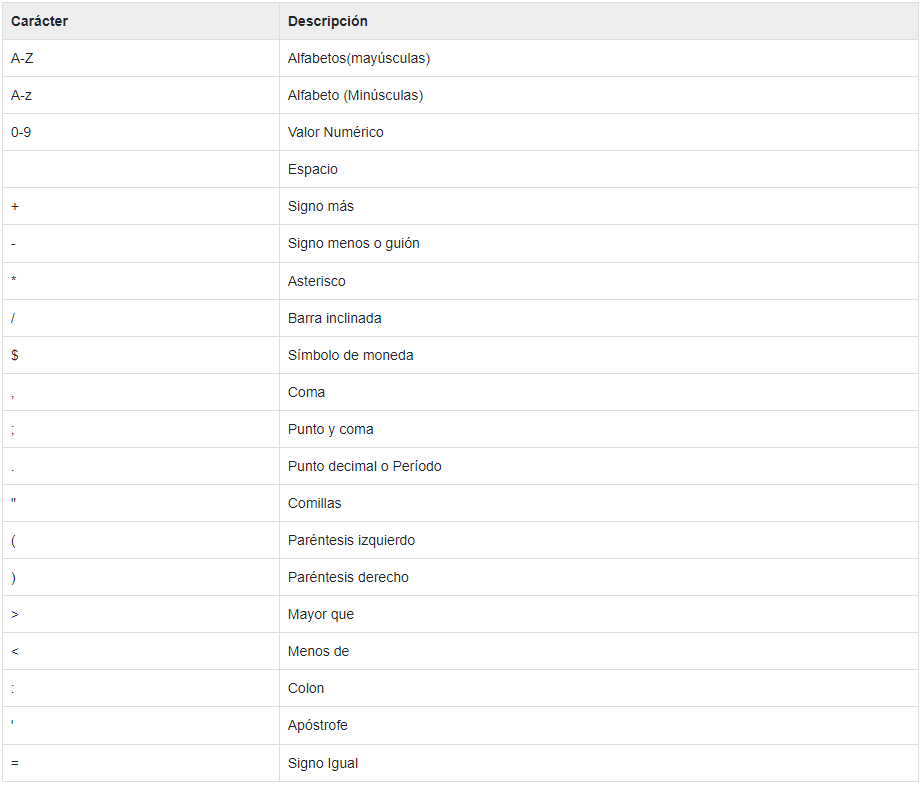 Carácter Descripción
A-Z Alfabetos(mayúsculas)
A-z Alfabeto (Minúsculas)
0-9 Valor Numérico
Espacio
+ Signo más
- Signo menos o guión
* Asterisco
/ Barra inclinada
$ Símbolo de moneda
, Coma
; Punto y coma
. Punto decimal o Período
" Comillas
( Paréntesis izquierdo
) Paréntesis derecho
> Mayor que
< Menos de
: Colon
' Apóstrofe
= Signo Igual